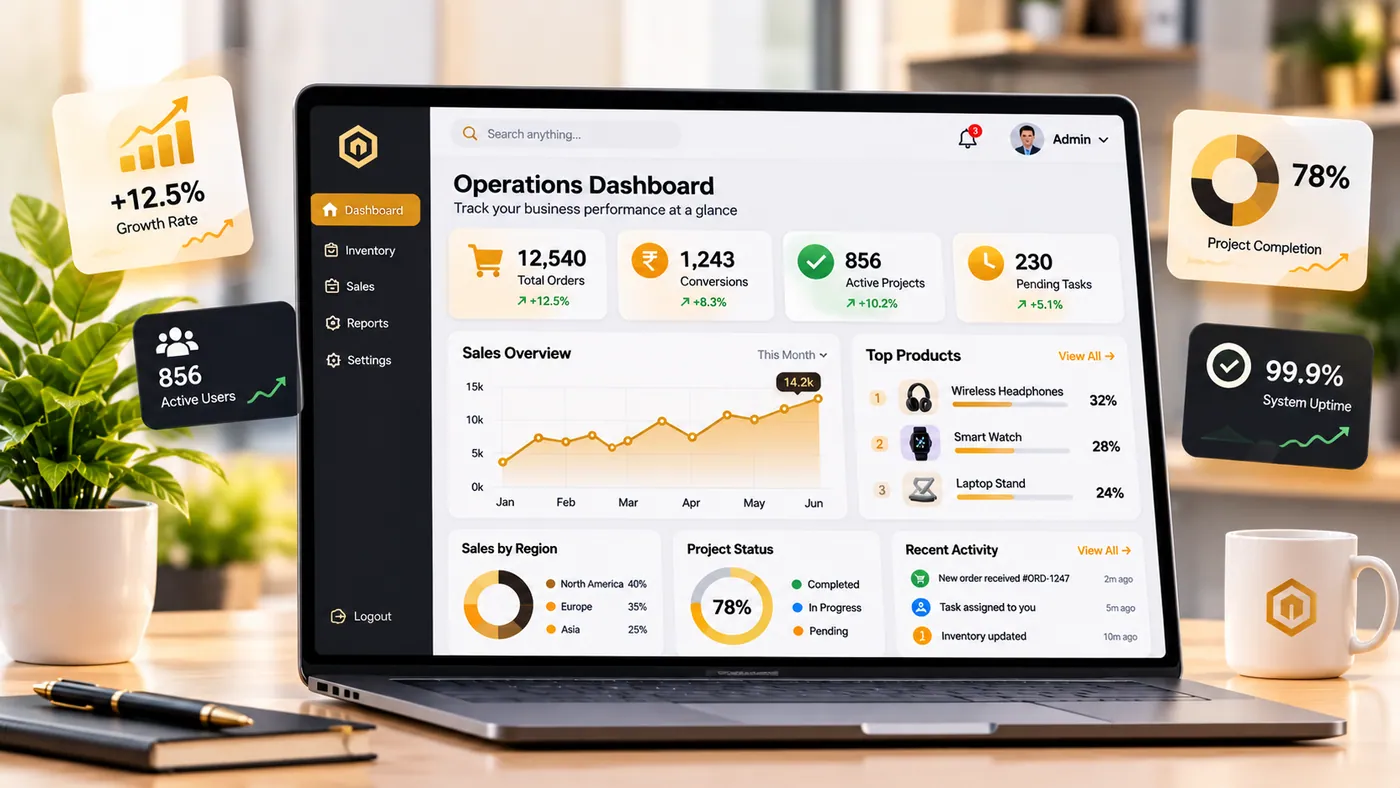 +12.5%
Growth Rate
856
Active Users
Dashboard
Inventory
Sales
Reports
Settings
Logout
Search anything...
3
Admin
Operations Dashboard
Track your business performance at a glance
12,540
Total Orders
+12.5%
1,243
Conversions
+8.3%
856
Active Projects
+10.2%
230
Pending Tasks
+5.1%
Sales Overview
This Month
14.2k
15k
10k
5k
0k
Jan Feb Mar Apr May Jun
Top Products
View All →
1 Wireless Headphones 32%
2 Smart Watch 28%
3 Laptop Stand 24%
Sales by Region
North America 40%
Europe 35%
Asia 25%
Project Status
78%
Completed
In Progress
Pending
Recent Activity
View All →
New order received #ORD-1247 2m ago
Task assigned to you 5m ago
1 Inventory updated 10m ago
78%
Project Completion
99.9%
System Uptime